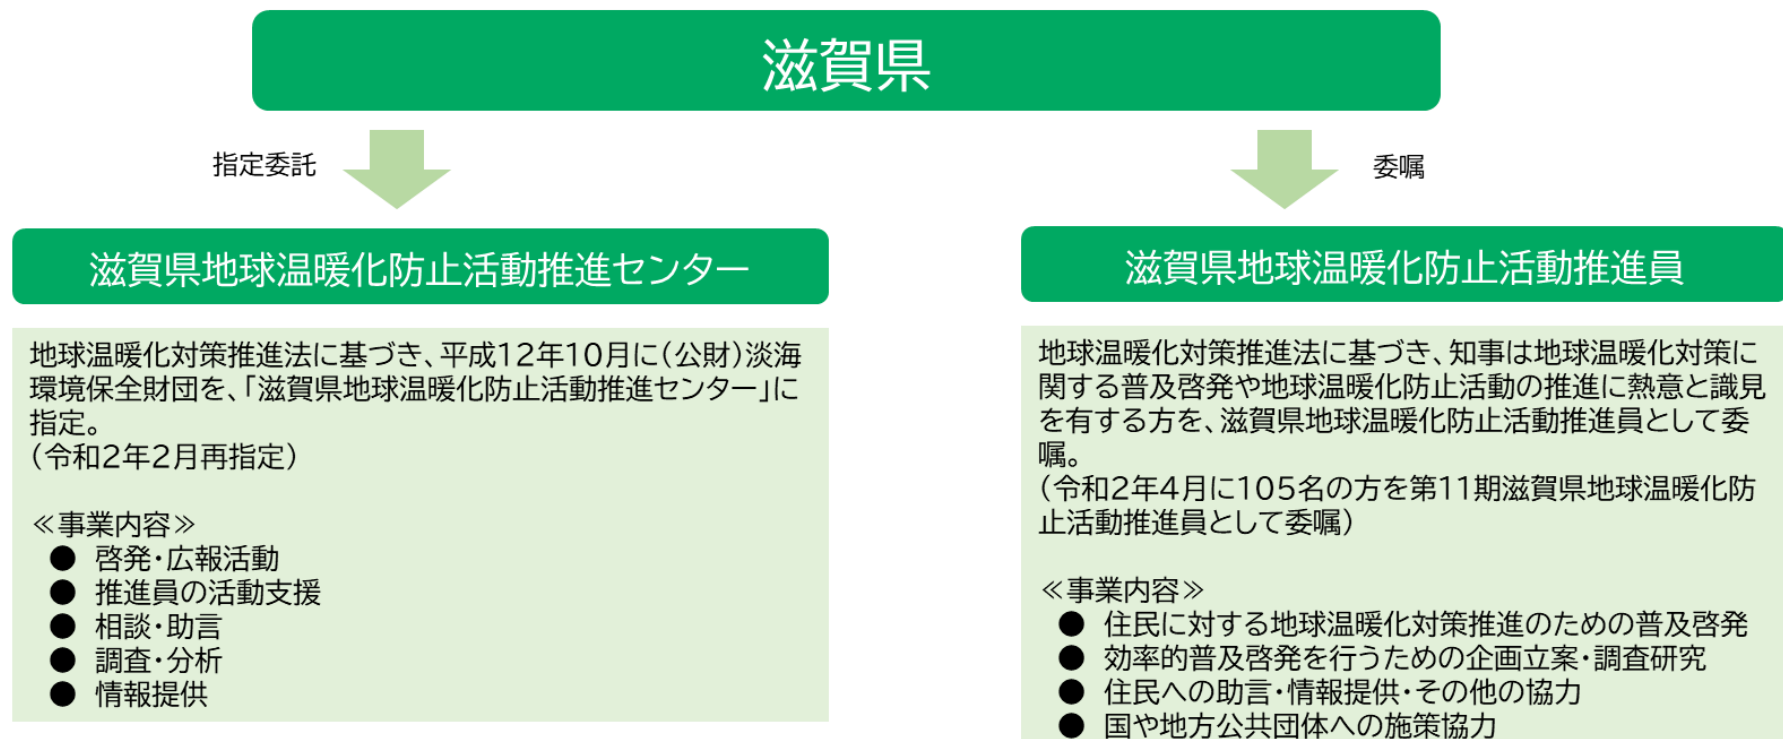 滋賀県
指定委託
委嘱
滋賀県地球温暖化防止活動推進センター
地球温暖化対策推進法に基づき、平成12年10月に(公財)淡海
環境保全財団を、「滋賀県地球温暖化防止活動推進センター」に
指定。
(令和2年2月再指定)
≪事業内容≫
● 啓発・広報活動
● 推進員の活動支援
● 相談・助言
● 調査・分析
● 情報提供
滋賀県地球温暖化防止活動推進員
地球温暖化対策推進法に基づき、知事は地球温暖化対策に
関する普及啓発や地球温暖化防止活動の推進に熱意と識見
を有する方を、滋賀県地球温暖化防止活動推進員として委
嘱。
(令和2年4月に105名の方を第11期滋賀県地球温暖化防
止活動推進員として委嘱)
≪事業内容≫
● 住民に対する地球温暖化対策推進のための普及啓発
● 効率的普及啓発を行うための企画立案・調査研究
● 住民への助言・情報提供・その他の協力
● 国や地方公共団体への施策協力